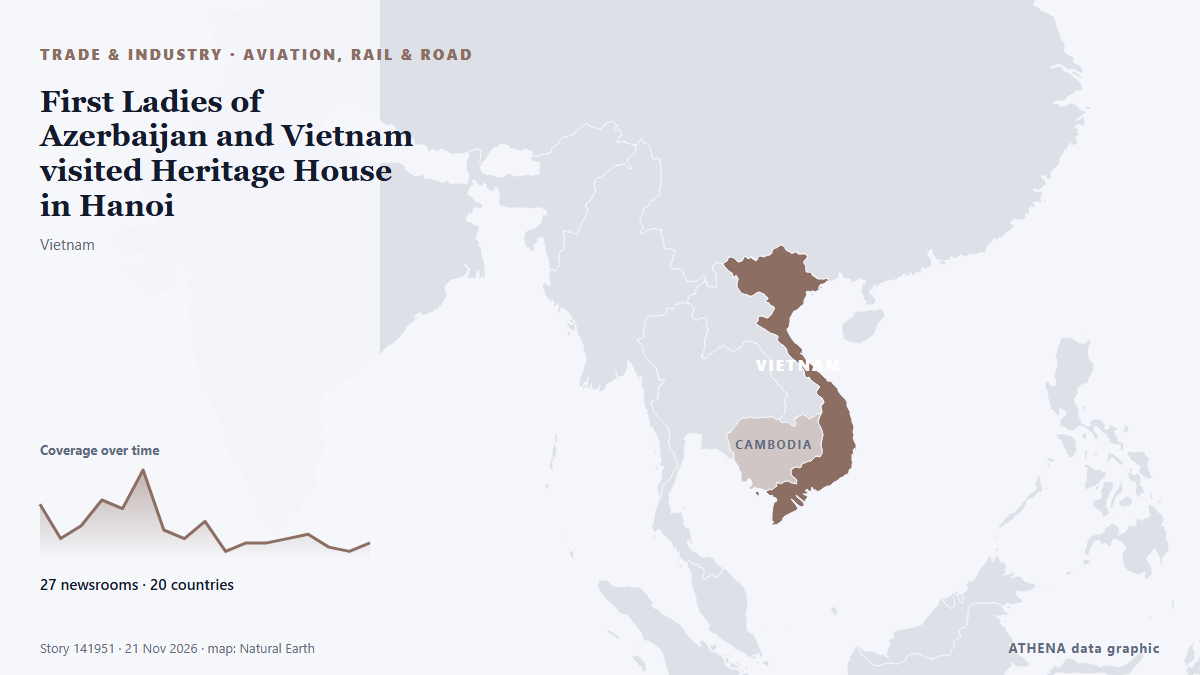 TRADE & INDUSTRY · AVIATION, RAIL & ROAD
First Ladies of
Azerbaijan and Vietnam
visited Heritage House
in Hanoi
Vietnam
VIETNAM
CAMBODIA
Coverage over time
27 newsrooms · 20 countries
Story 141951 · 21 Nov 2026 · map: Natural Earth
ATHENA data graphic